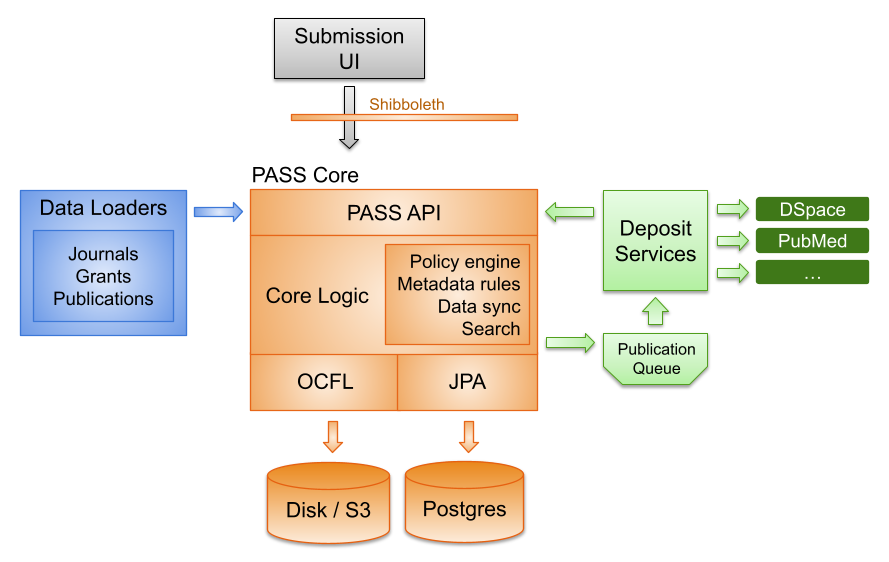 Submission
UI
Shibboleth
PASS Core
Data Loaders
Journals
Grants
Publications
PASS API
Core Logic
Policy engine
Metadata rules
Data sync
Search
OCFL
JPA
Disk / S3
Postgres
Deposit
Services
Publication
Queue
DSpace
PubMed
...